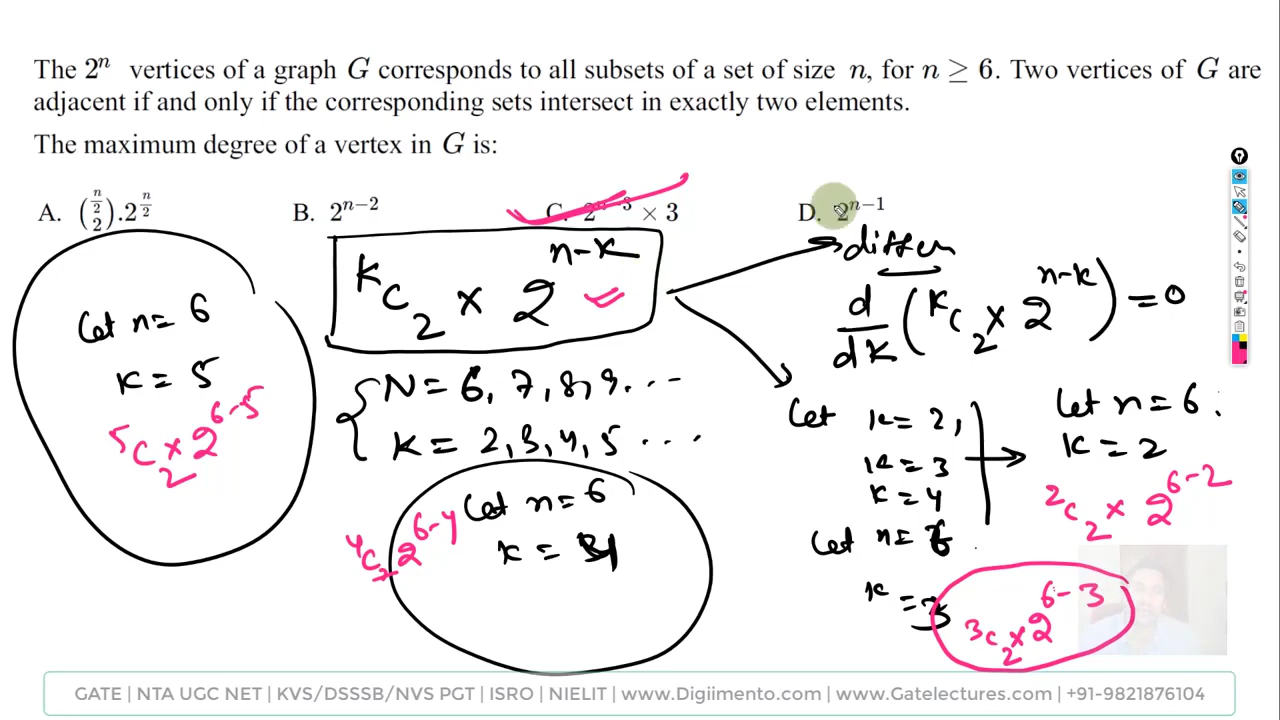 The 2ⁿ vertices of a graph G corresponds to all subsets of a set of size n, for n ≥ 6. Two vertices of G are
adjacent if and only if the corresponding sets intersect in exactly two elements.
The maximum degree of a vertex in G is:
A. (n/2 2).2^(n/2) B. 2^(n−2) C. 2^(n−3) × 3 D. 2^(n−1)
differ
Kc₂ × 2^(n-k)
d/dK (Kc₂ × 2^(n-k)) = 0
Let n = 6
K = 5
5c₂ × 2^(6-5)
N = 6, 7, 8, 9, ...
K = 2, 3, 4, 5 ...
Let n = 6
K = 4
4c₂ 2^(6-4)
Let K = 2,
K = 3
K = 4
Let n = 6
K = 3
3c₂ × 2^(6-3)
Let n = 6
K = 2
2c₂ × 2^(6-2)
GATE | NTA UGC NET | KVS/DSSSB/NVS PGT | ISRO | NIELIT | www.Digiimento.com | www.Gatelectures.com | +91-9821876104